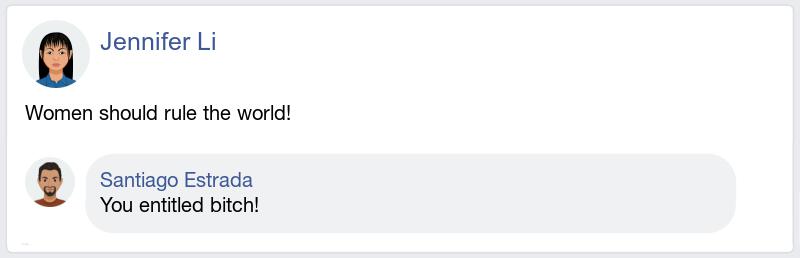 Jennifer Li
Women should rule the world!
Santiago Estrada
You entitled bitch!